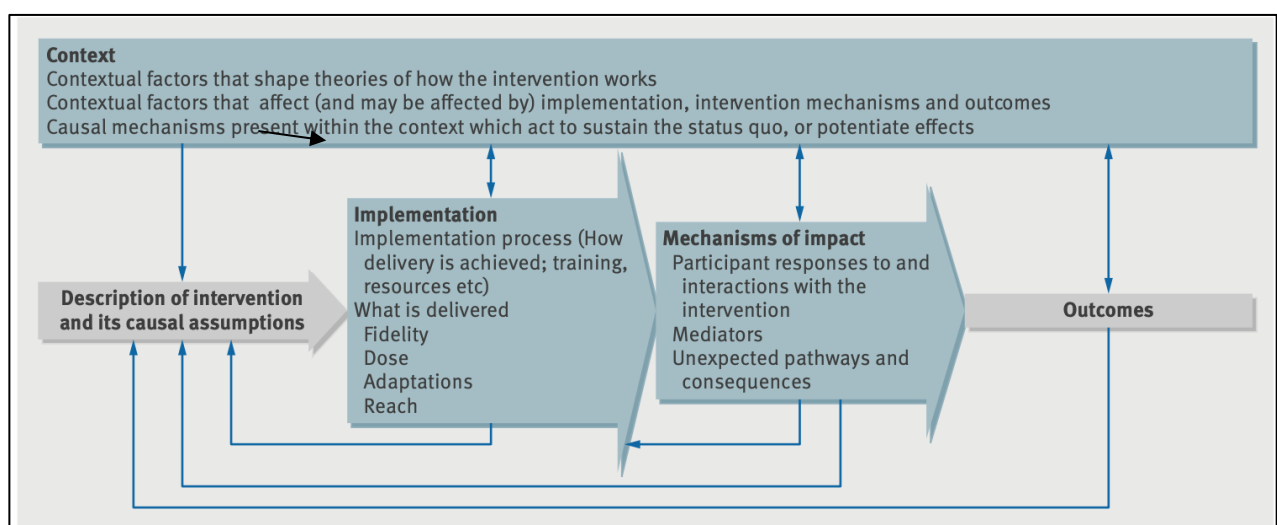 Context
Contextual factors that shape theories of how the intervention works
Contextual factors that affect (and may be affected by) implementation, intervention mechanisms and outcomes
Causal mechanisms present within the context which act to sustain the status quo, or potentiate effects
Description of intervention
and its causal assumptions
Implementation
Implementation process (How
delivery is achieved; training,
resources etc)
What is delivered
Fidelity
Dose
Adaptations
Reach
Mechanisms of impact
Participant responses to and
interactions with the
intervention
Mediators
Unexpected pathways and
consequences
Outcomes